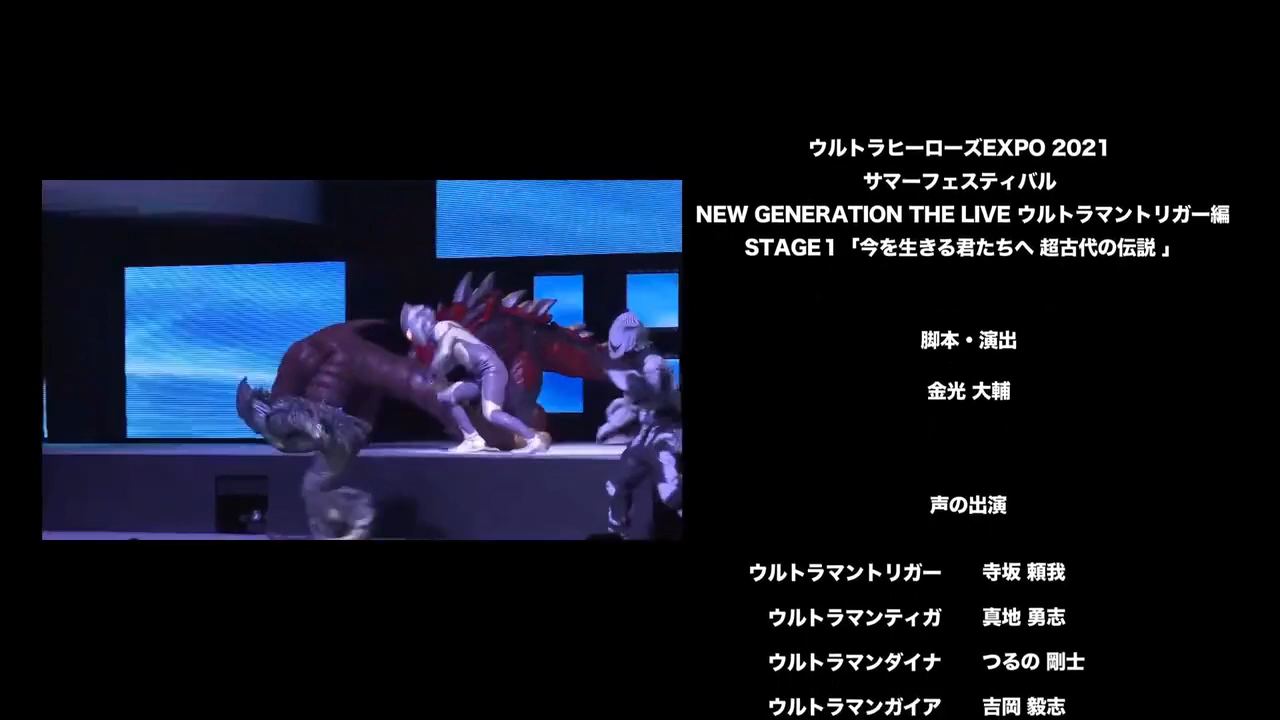 ウルトラヒーローズEXPO 2021
サマーフェスティバル
NEW GENERATION THE LIVE ウルトラマントリガー編
STAGE1「今を生きる君たちへ 超古代の伝説 」
脚本・演出
金光 大輔
声の出演
ウルトラマントリガー 寺坂 頼我
ウルトラマンティガ 真地 勇志
ウルトラマンダイナ つるの 剛士
ウルトラマンガイア 吉岡 毅志